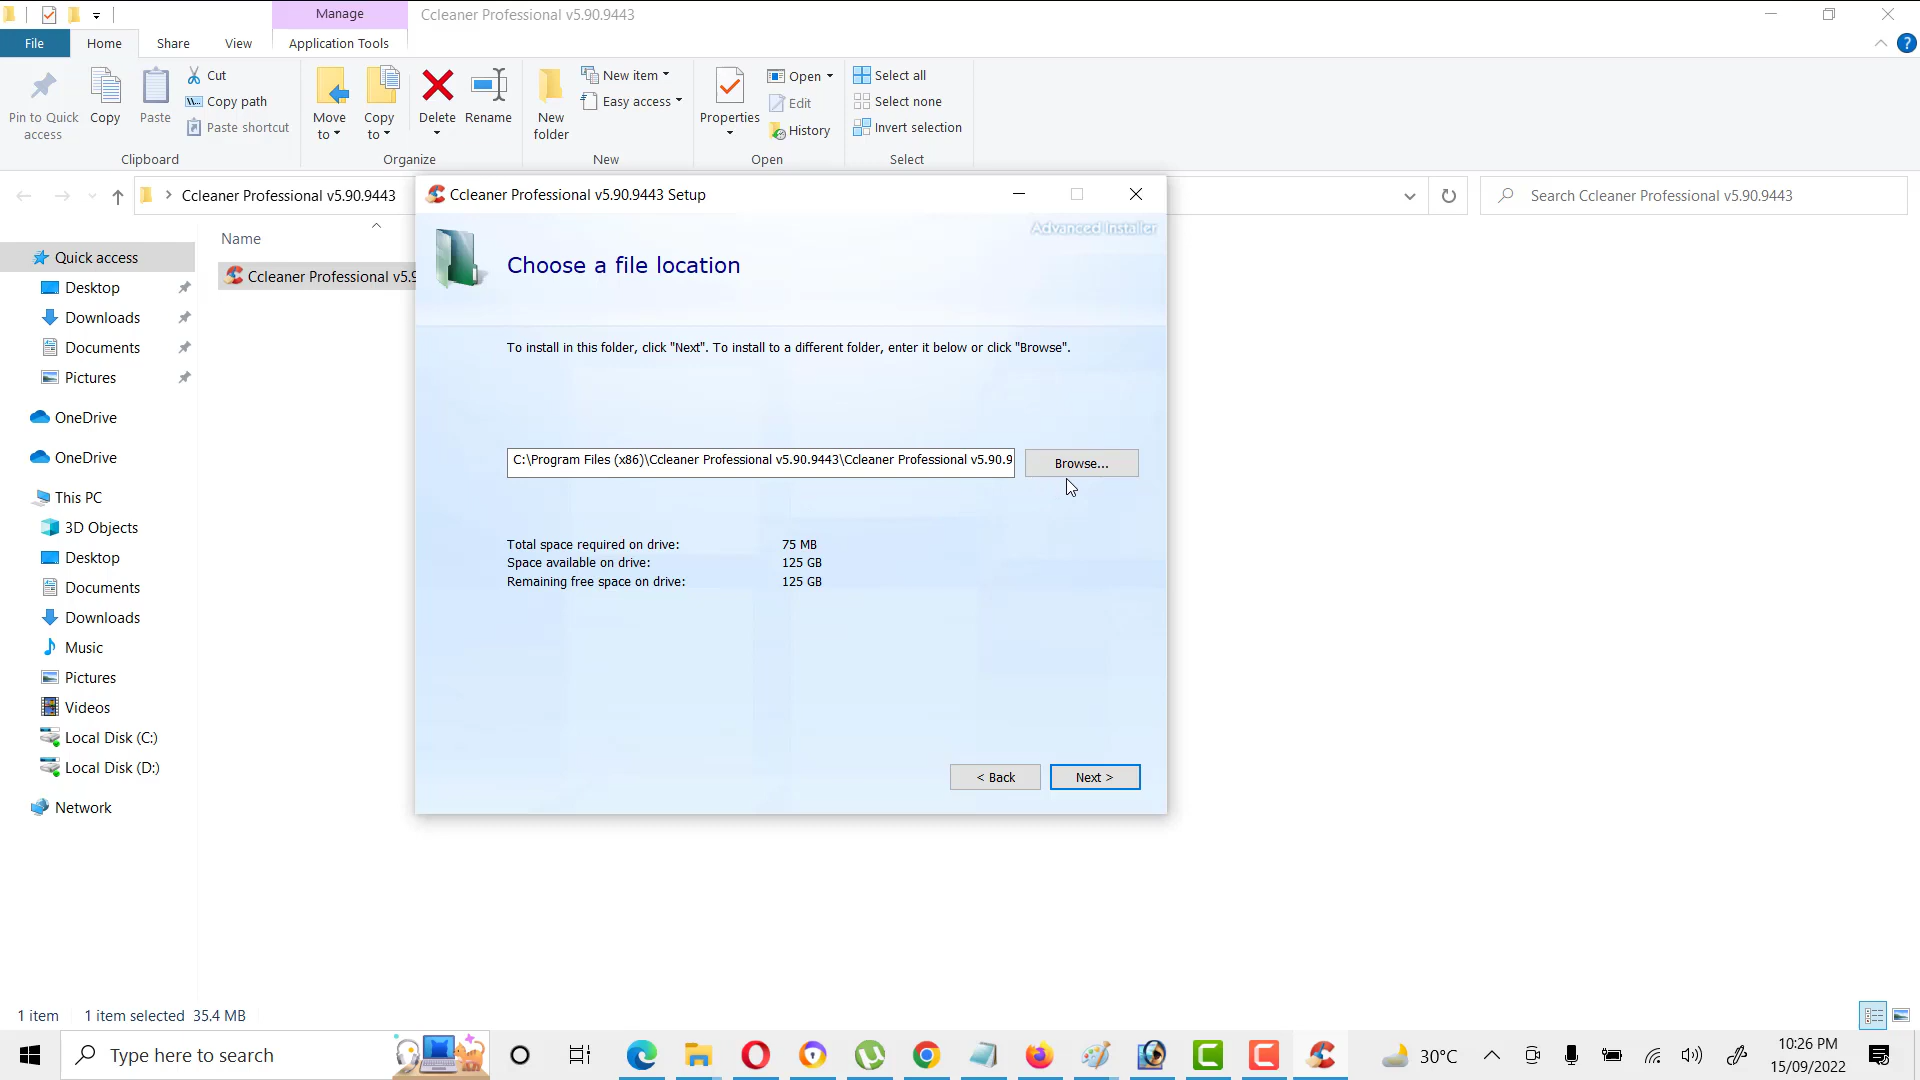 Manage
Ccleaner Professional v5.90.9443
File
Home
Share
View
Application Tools
Pin to Quick access
Copy
Paste
Cut
Copy path
Paste shortcut
Clipboard
Move to
Copy to
Delete
Rename
Organize
New folder
New item
Easy access
New
Properties
Open
Edit
History
Open
Select all
Select none
Invert selection
Select
Ccleaner Professional v5.90.9443
Search Ccleaner Professional v5.90.9443
Quick access
Desktop
Downloads
Documents
Pictures
OneDrive
OneDrive
This PC
3D Objects
Desktop
Documents
Downloads
Music
Pictures
Videos
Local Disk (C:)
Local Disk (D:)
Network
Name
Ccleaner Professional v5.9
Ccleaner Professional v5.90.9443 Setup
Advanced Installer
Choose a file location
To install in this folder, click "Next". To install to a different folder, enter it below or click "Browse".
C:\Program Files (x86)\Ccleaner Professional v5.90.9443\Ccleaner Professional v5.90.9
Browse...
Total space required on drive: 75 MB
Space available on drive: 125 GB
Remaining free space on drive: 125 GB
< Back
Next >
1 item
1 item selected 35.4 MB
Type here to search
30°C
10:26 PM
15/09/2022